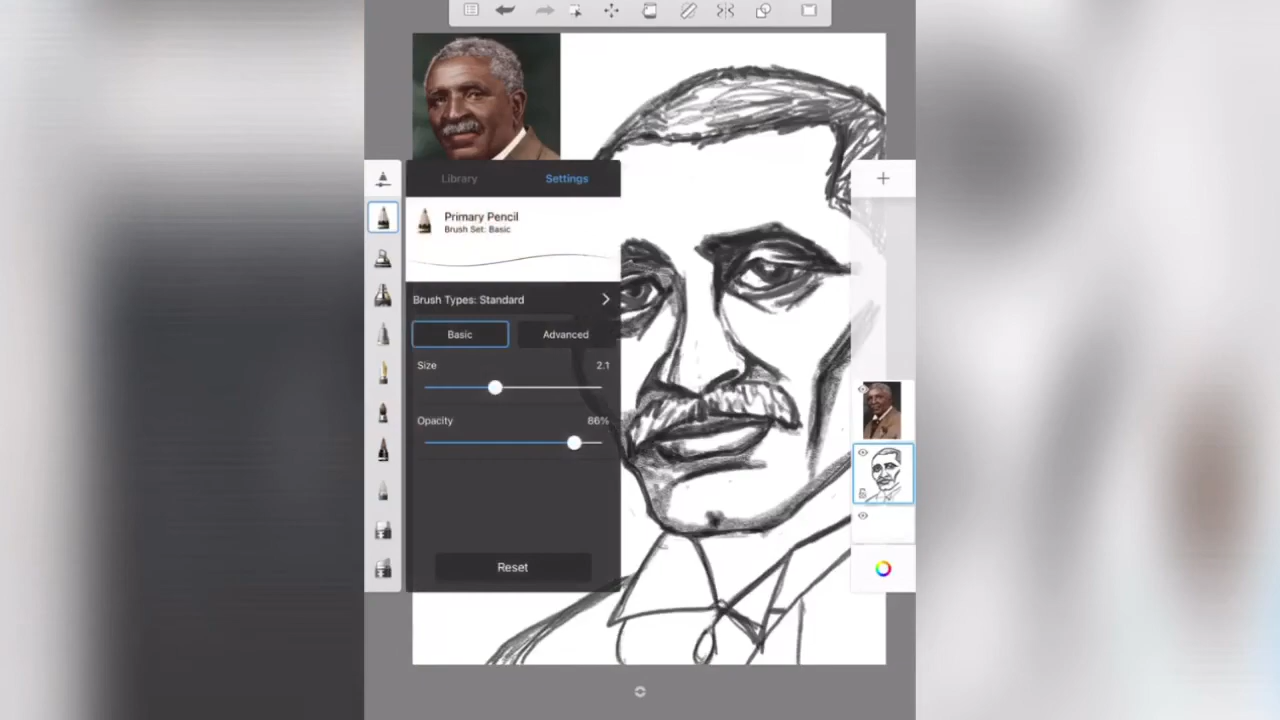 Library Settings
Primary Pencil
Brush Set: Basic
Brush Types: Standard
Basic Advanced
Size 2.1
Opacity 86%
Reset